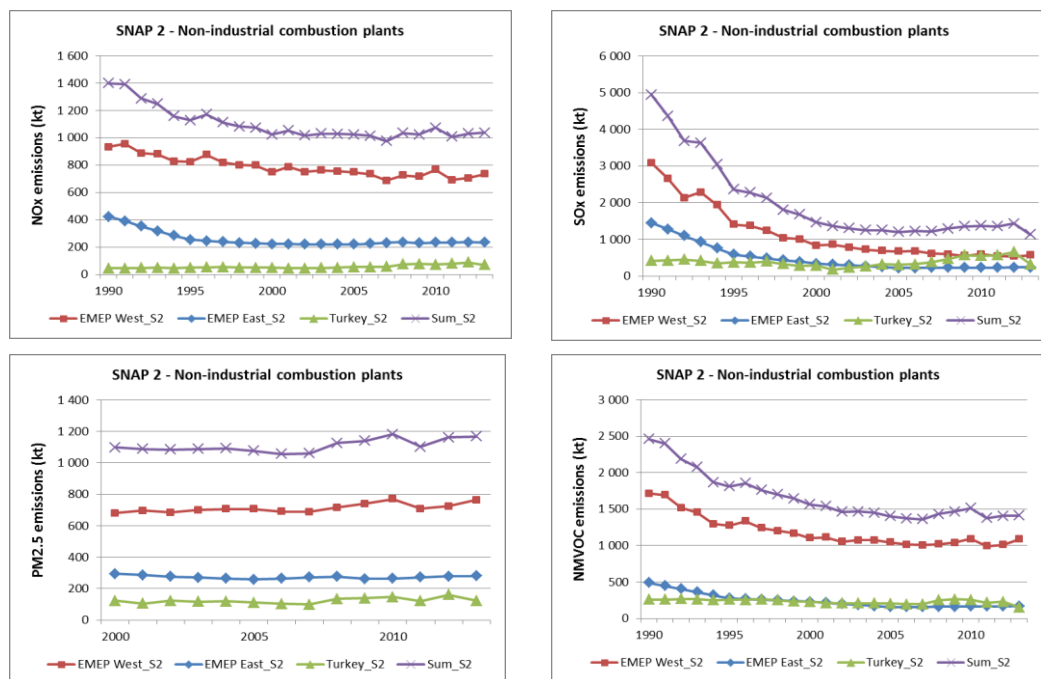 SNAP 2 - Non-industrial combustion plants
NOx emissions (kt)
1 600
1 400
1 200
1 000
800
600
400
200
0
1990 1995 2000 2005 2010
EMEP West_S2 EMEP East_S2 Turkey_S2 Sum_S2
SNAP 2 - Non-industrial combustion plants
SOx emissions (kt)
6 000
5 000
4 000
3 000
2 000
1 000
0
1990 1995 2000 2005 2010
EMEP West_S2 EMEP East_S2 Turkey_S2 Sum_S2
SNAP 2 - Non-industrial combustion plants
PM2.5 emissions (kt)
1 400
1 200
1 000
800
600
400
200
0
2000 2005 2010
EMEP West_S2 EMEP East_S2 Turkey_S2 Sum_S2
SNAP 2 - Non-industrial combustion plants
NMVOC emissions (kt)
3 000
2 500
2 000
1 500
1 000
500
0
1990 1995 2000 2005 2010
EMEP West_S2 EMEP East_S2 Turkey_S2 Sum_S2